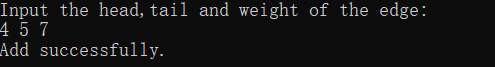 Input the head,tail and weight of the edge:
4 5 7
Add successfully.